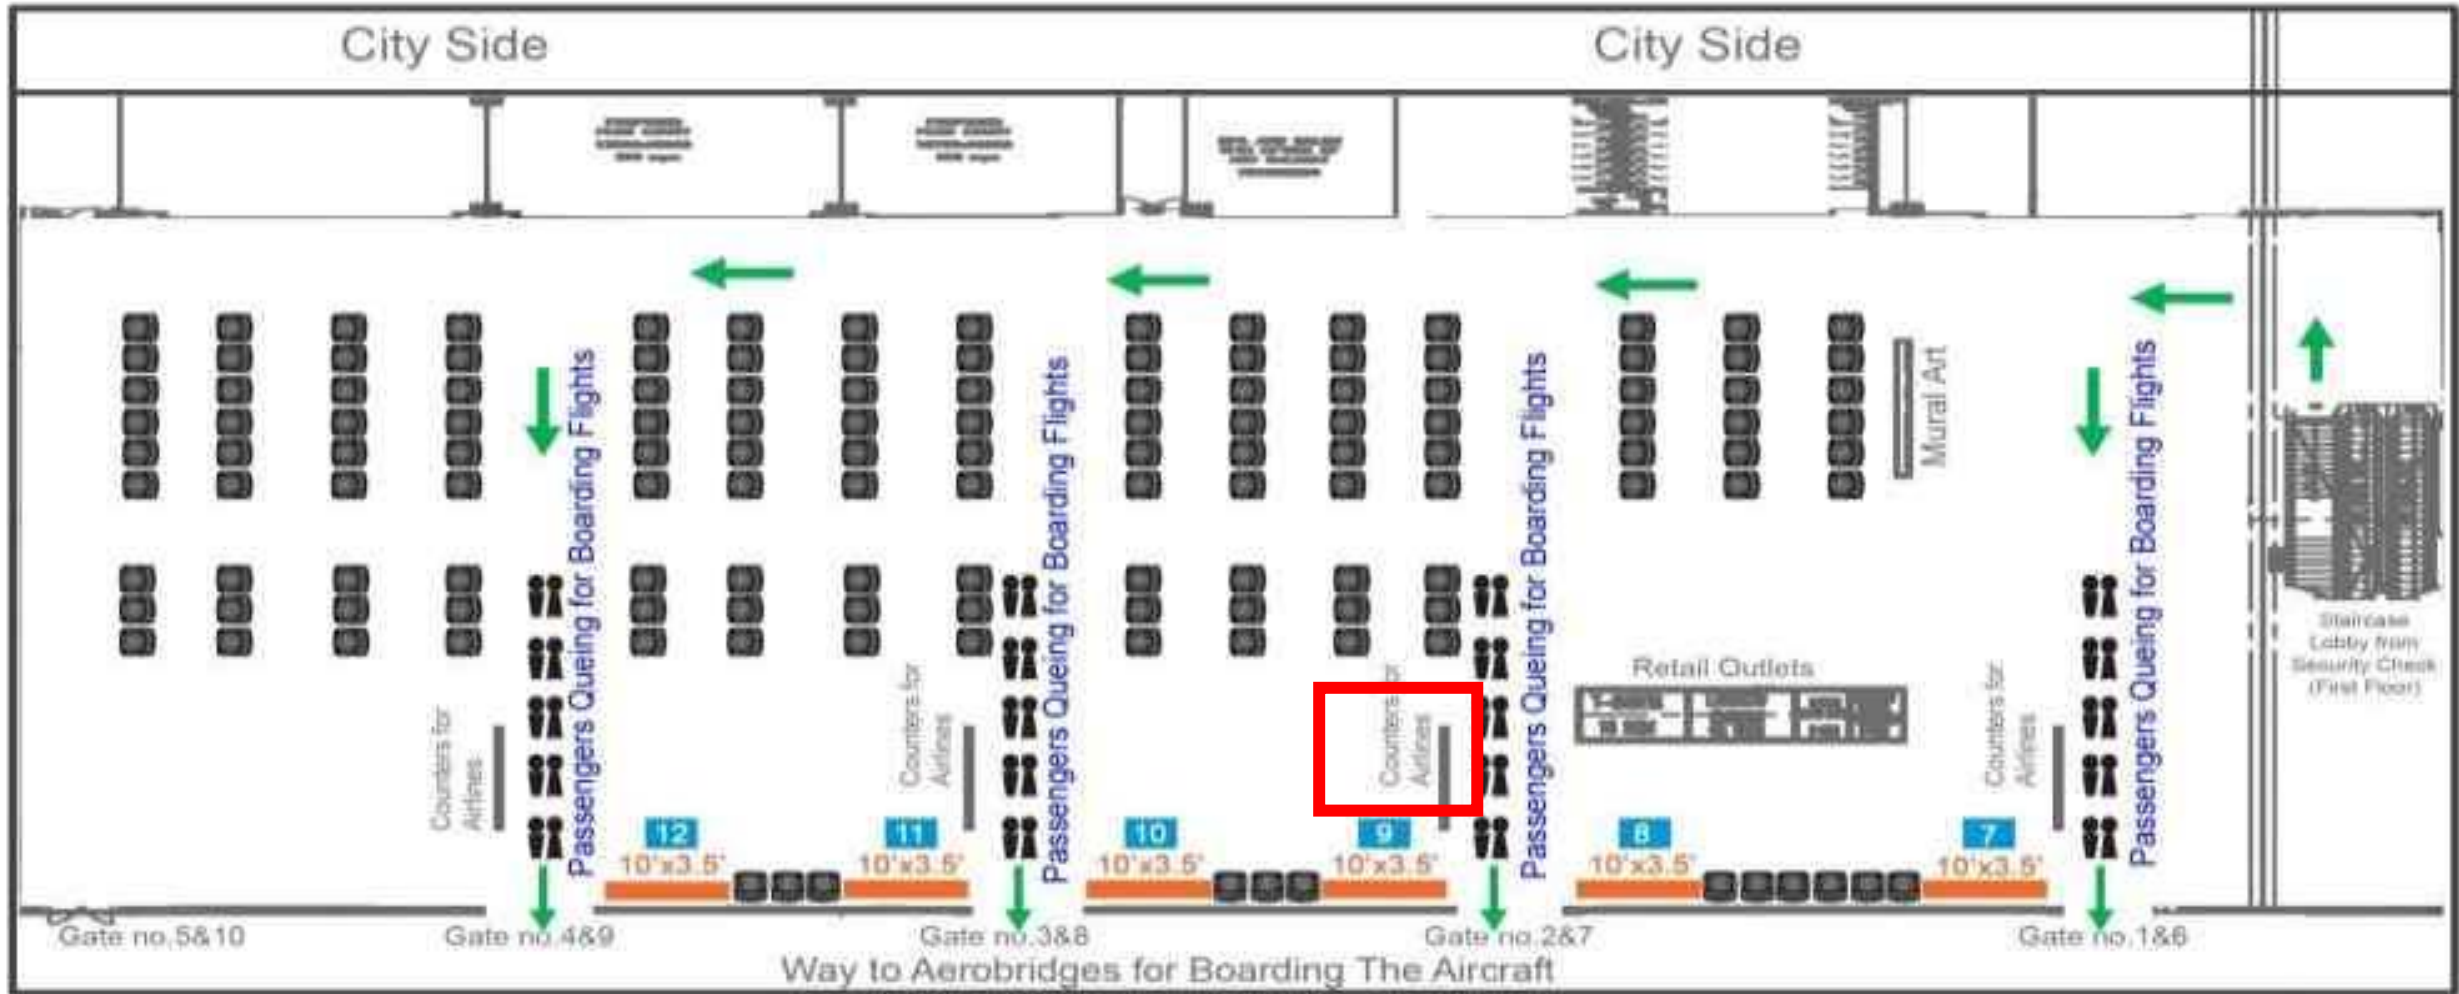 City Side
City Side
Passengers Queing for Boarding Flights
Passengers Queing for Boarding Flights
Passengers Queing for Boarding Flights
Mural Art
Passengers Queing for Boarding Flights
Staircase
Lobby from
Security Check
(First Floor)
Retail Outlets
Counters for
Airlines
Counters for
Airlines
Counters for
Airlines
Counters for
Airlines
12
11
10
9
8
7
10'x3.5'
10'x3.5'
10'x3.5'
10'x3.5'
10'x3.5'
10'x3.5'
Gate no.5&10
Gate no.4&9
Gate no.3&8
Gate no.2&7
Gate no.1&6
Way to Aerobridges for Boarding The Aircraft